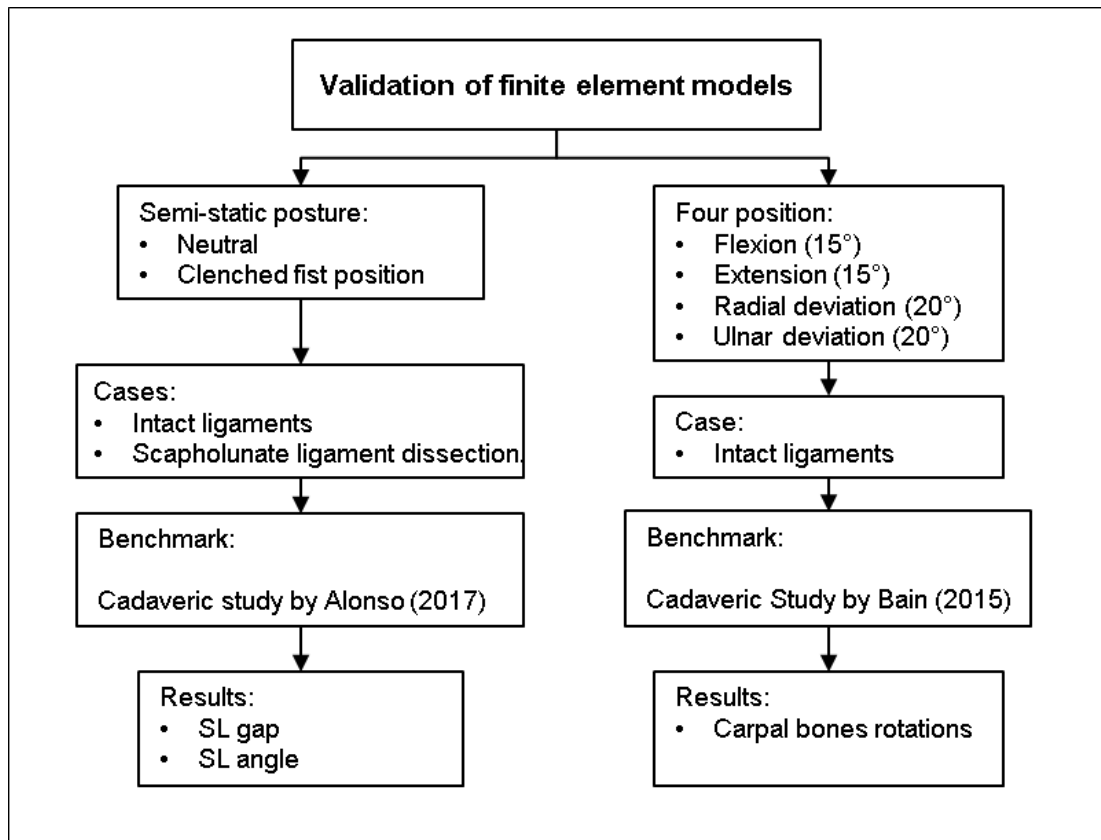 Validation of finite element models
Semi-static posture:
• Neutral
• Clenched fist position
Cases:
• Intact ligaments
• Scapholunate ligament dissection.
Benchmark:
Cadaveric study by Alonso (2017)
Results:
• SL gap
• SL angle
Four position:
• Flexion (15°)
• Extension (15°)
• Radial deviation (20°)
• Ulnar deviation (20°)
Case:
• Intact ligaments
Benchmark:
Cadaveric Study by Bain (2015)
Results:
• Carpal bones rotations